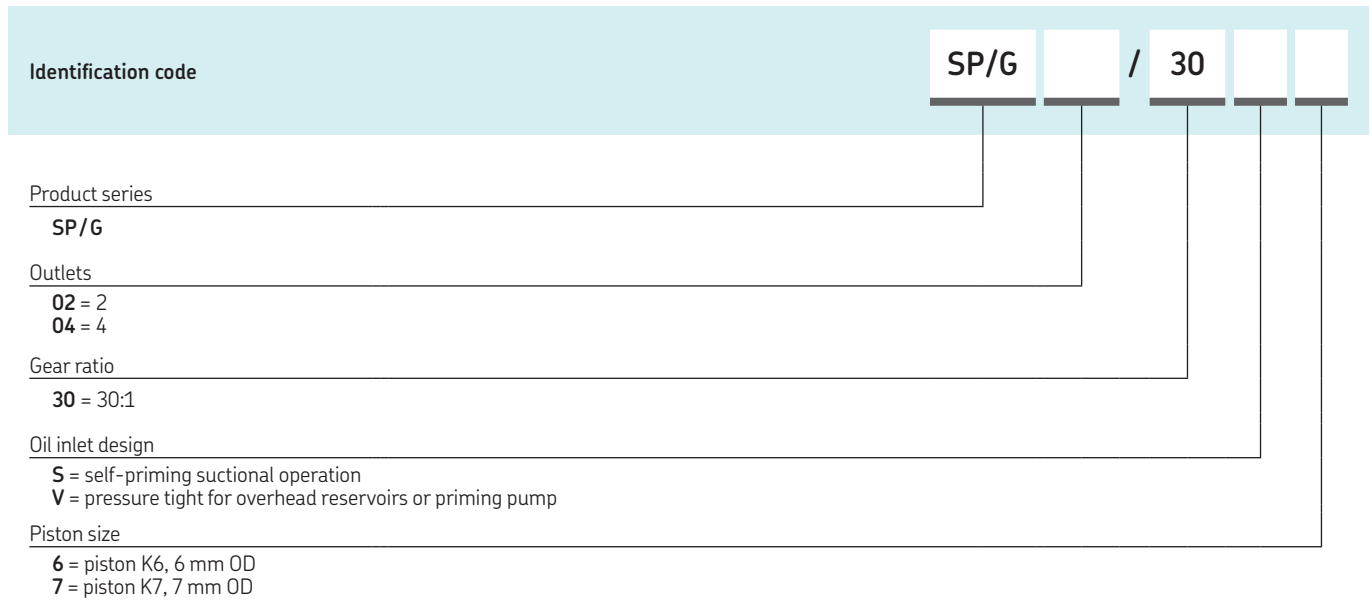 Identification code SP/G / 30
Product series
SP/G
Outlets
02 = 2
04 = 4
Gear ratio
30 = 30:1
Oil inlet design
S = self-priming suctional operation
V = pressure tight for overhead reservoirs or priming pump
Piston size
6 = piston K6, 6 mm OD
7 = piston K7, 7 mm OD